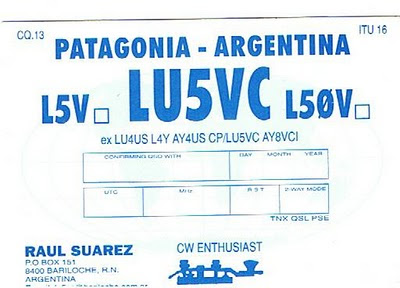 CQ.13
ITU 16
PATAGONIA - ARGENTINA
L5V LU5VC L5ØV
ex LU4US L4Y AY4US CP/LU5VC AY8VCI
CONFIRMING QSO WITH
DAY MONTH YEAR
UTC MHz R S T 2-WAY MODE
TNX QSL PSE
RAUL SUAREZ
CW ENTHUSIAST
P.O BOX 151
8400 BARILOCHE, R.N.
ARGENTINA